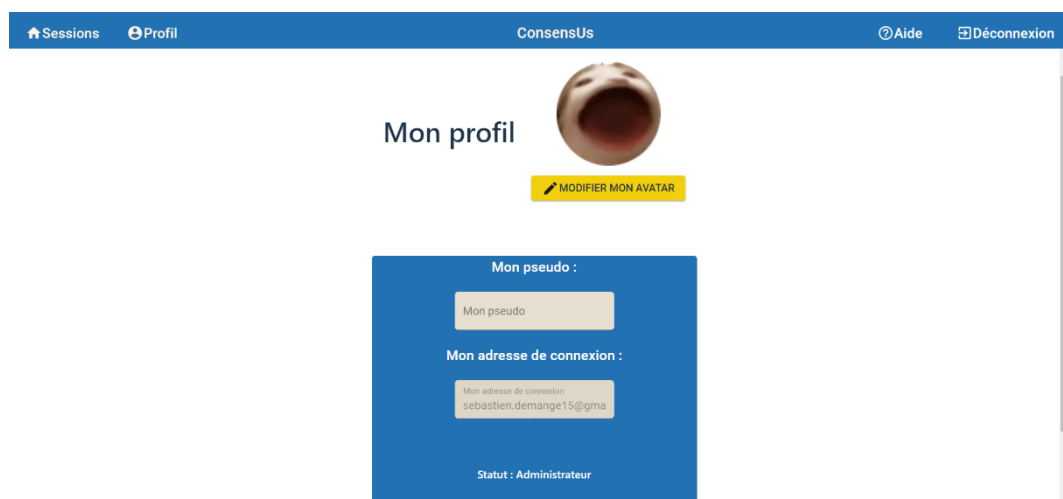 Sessions Profil ConsensUs Aide Déconnexion
Mon profil
MODIFIER MON AVATAR
Mon pseudo :
Mon pseudo
Mon adresse de connexion :
Mon adresse de connexion
sebastien.demange15@gma
Statut : Administrateur